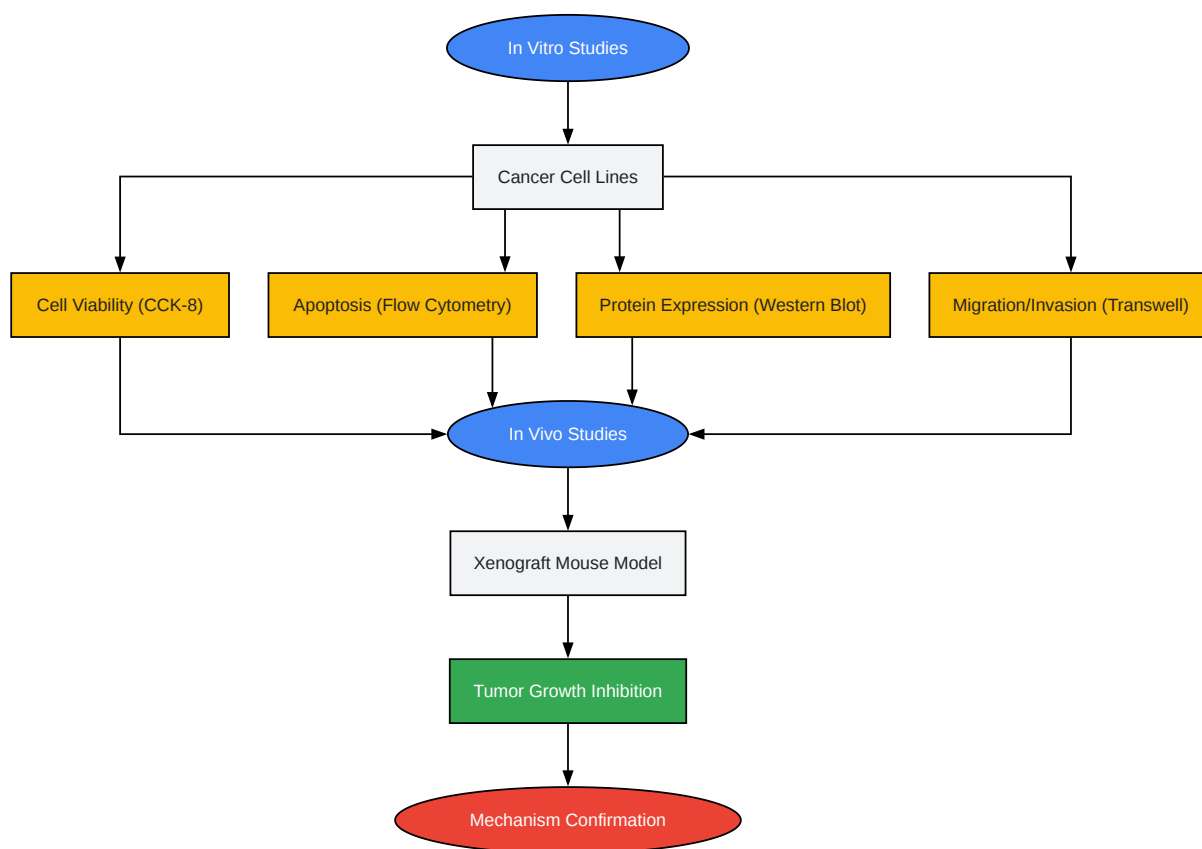 In Vitro Studies
Cancer Cell Lines
Cell Viability (CCK-8)
Apoptosis (Flow Cytometry)
Protein Expression (Western Blot)
Migration/Invasion (Transwell)
In Vivo Studies
Xenograft Mouse Model
Tumor Growth Inhibition
Mechanism Confirmation